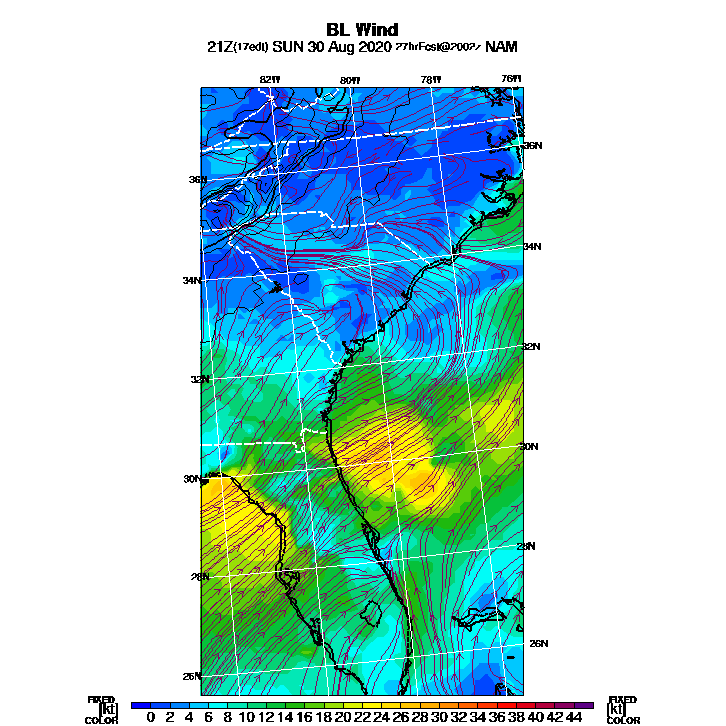 BL Wind
21Z(17edt) SUN 30 Aug 2020 27hrFcst@2002z NAM
82W 80W 78W 76W
36N 36N
34N 34N
32N 32N
30N 30N
28N 28N
26N 26N
FIXED [kt] COLOR 0 2 4 6 8 10 12 14 16 18 20 22 24 26 28 30 32 34 36 38 40 42 44 FIXED [kt] COLOR